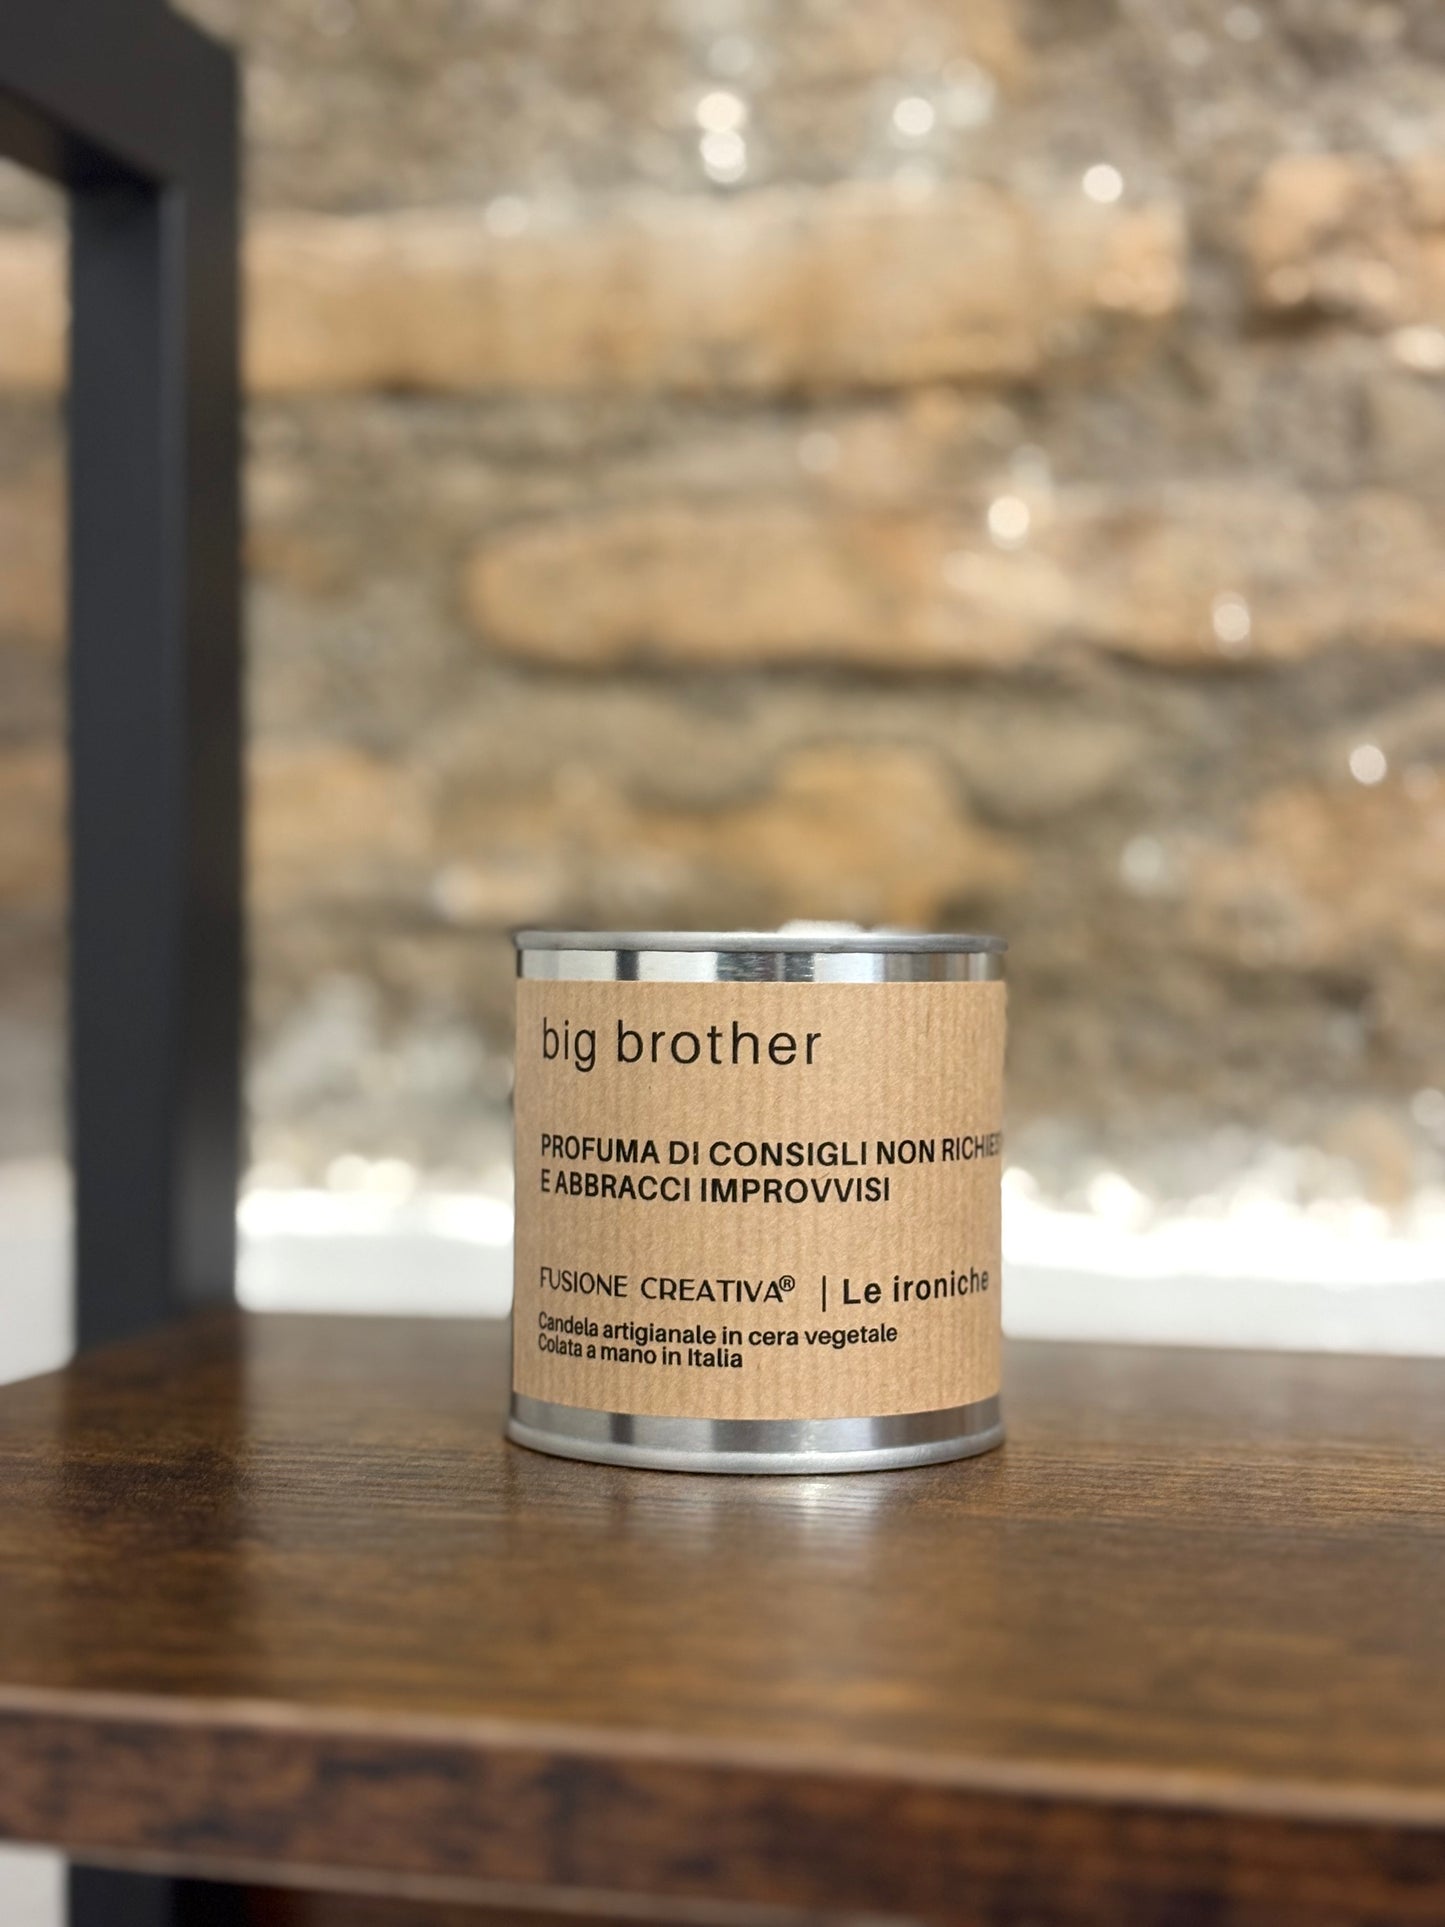 big brother
PROFUMA DI CONSIGLI NON
E ABBRACCI IMPROVVISI
FUSIONE CREATIVA® | Le ironiche
Candela artigianale in cera vegetale
Colata a mano in Italia